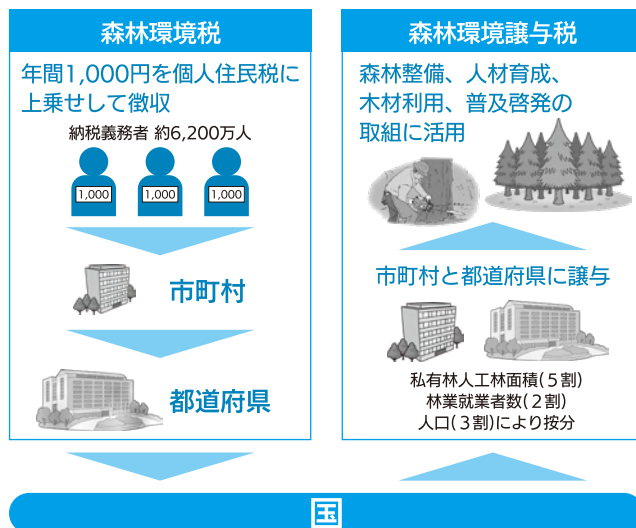 森林環境税
年間1,000円を個人住民税に
上乗せして徴収
納税義務者 約6,200万人
1,000
1,000
1,000
市町村
都道府県
森林環境譲与税
森林整備、人材育成、
木材利用、普及啓発の
取組に活用
市町村と都道府県に譲与
私有林人工林面積(５割)
林業就業者数(２割)
人口(３割)により按分
国